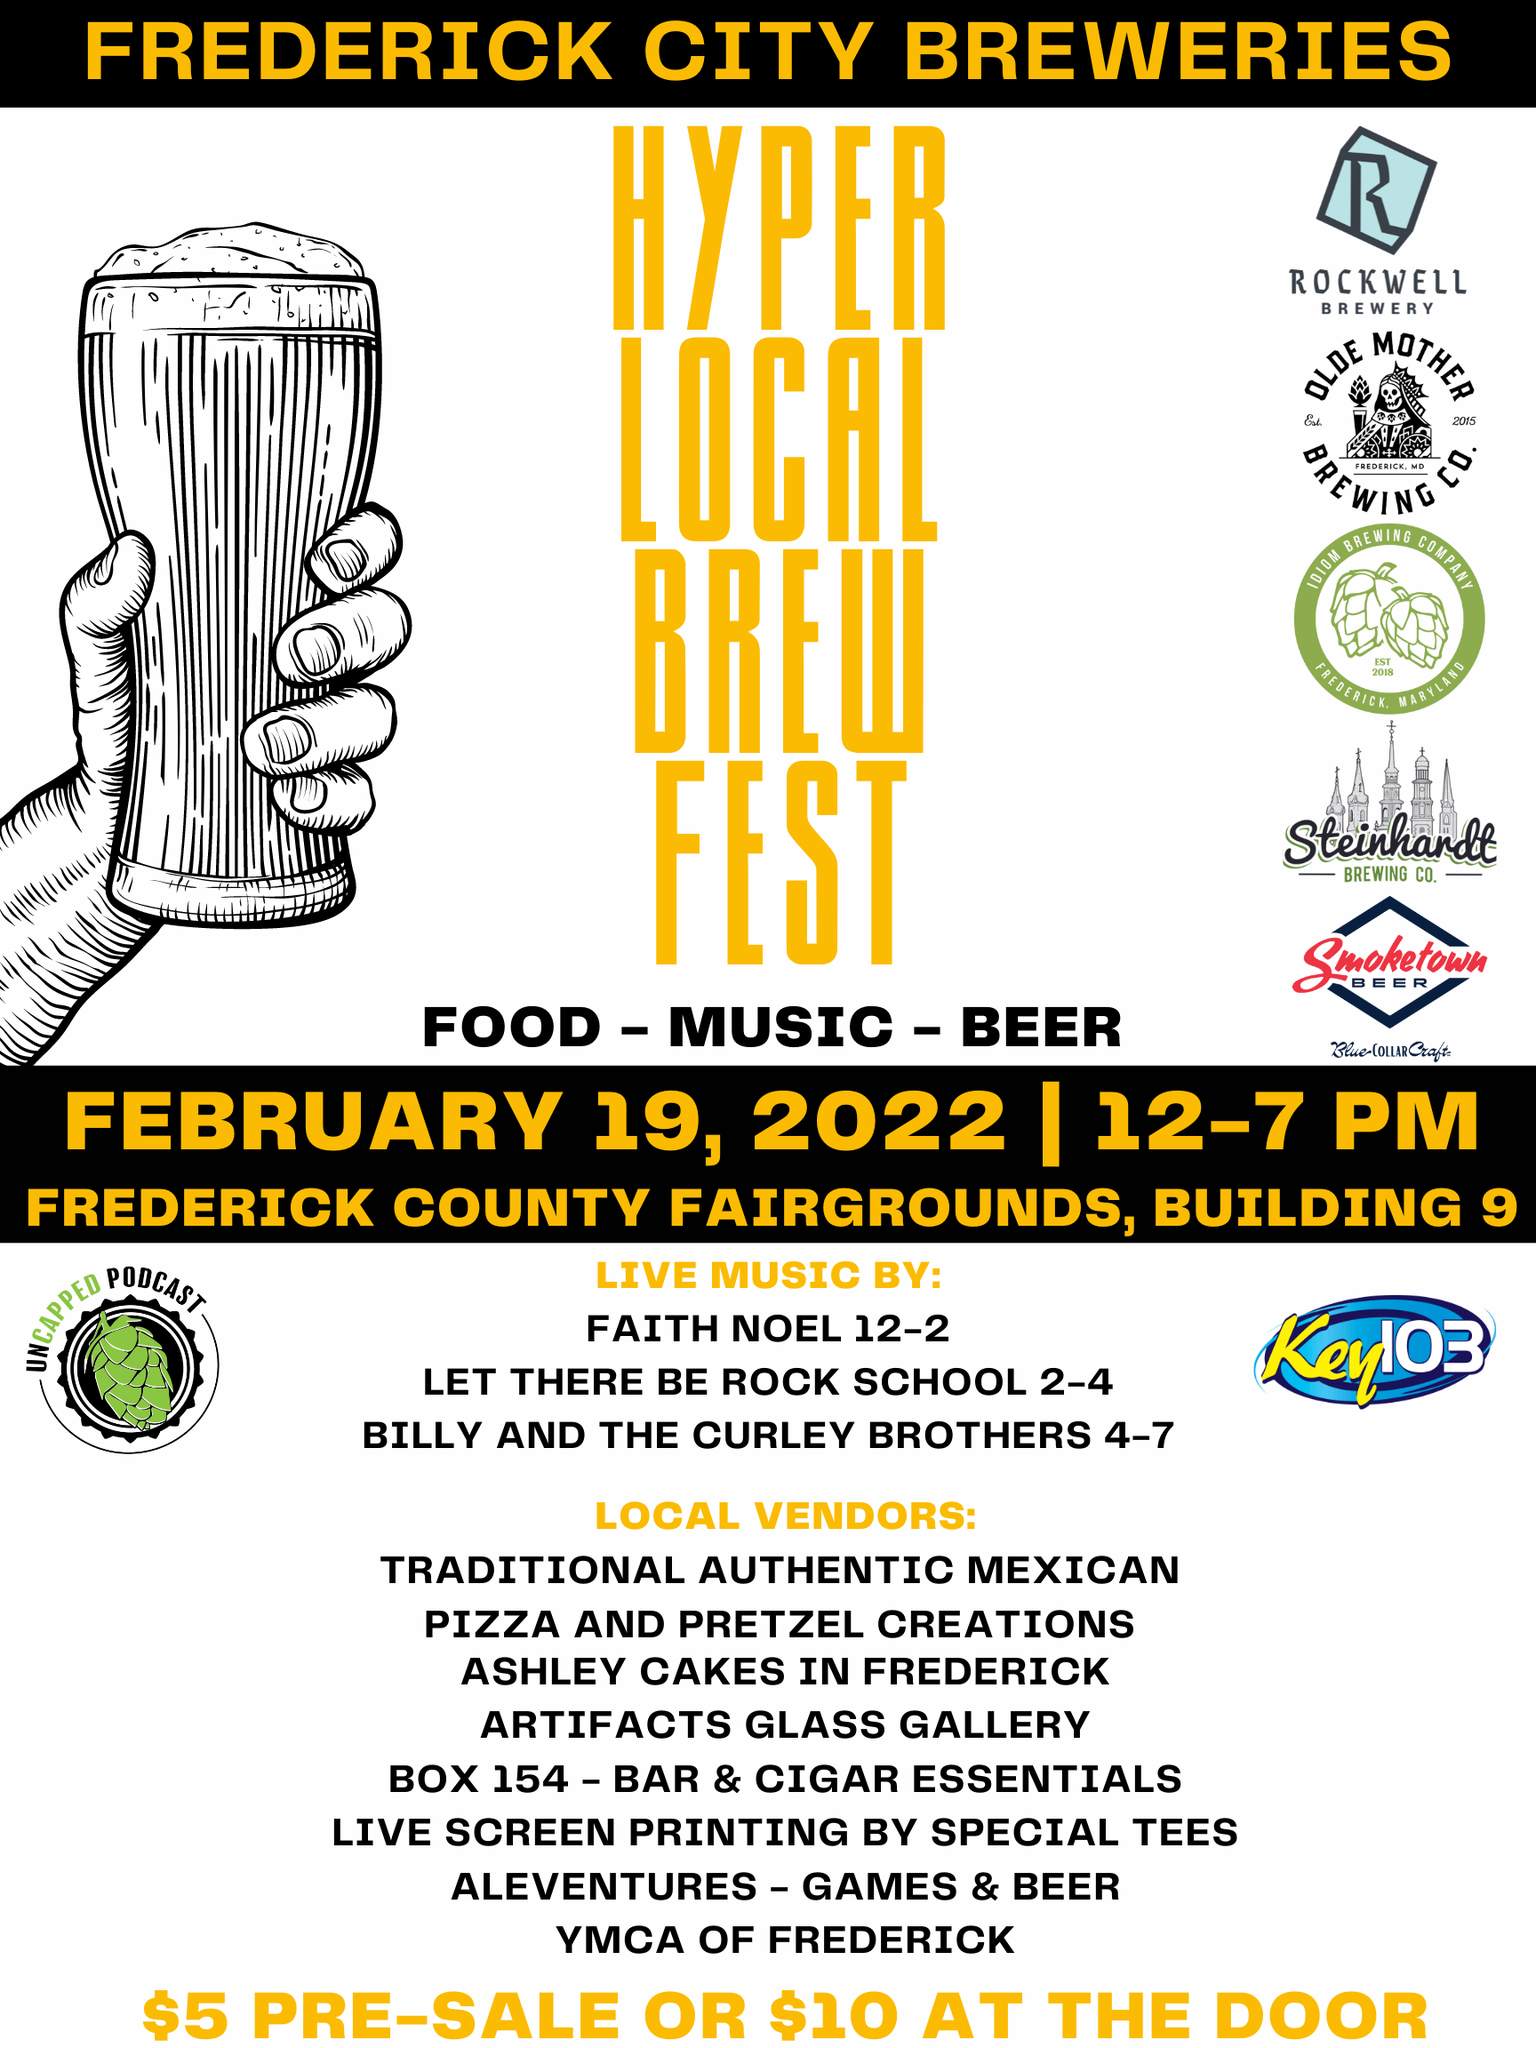 FREDERICK CITY BREWERIES
HYPER
LOCAL
BREW
FEST
FOOD – MUSIC – BEER
ROCKWELL
BREWERY
OLDE MOTHER
Est. 2015
FREDERICK, MD
BREWING CO.
IDIOM BREWING COMPANY
EST
2018
FREDERICK, MARYLAND
Steinhardt
BREWING CO.
Smoketown
BEER
Blue COLLAR Craft
FEBRUARY 19, 2022 | 12–7 PM
FREDERICK COUNTY FAIRGROUNDS, BUILDING 9
UNCAPPED PODCAST
Key 103
LIVE MUSIC BY:
FAITH NOEL 12–2
LET THERE BE ROCK SCHOOL 2–4
BILLY AND THE CURLEY BROTHERS 4–7
LOCAL VENDORS:
TRADITIONAL AUTHENTIC MEXICAN
PIZZA AND PRETZEL CREATIONS
ASHLEY CAKES IN FREDERICK
ARTIFACTS GLASS GALLERY
BOX 154 – BAR & CIGAR ESSENTIALS
LIVE SCREEN PRINTING BY SPECIAL TEES
ALEVENTURES – GAMES & BEER
YMCA OF FREDERICK
$5 PRE–SALE OR $10 AT THE DOOR